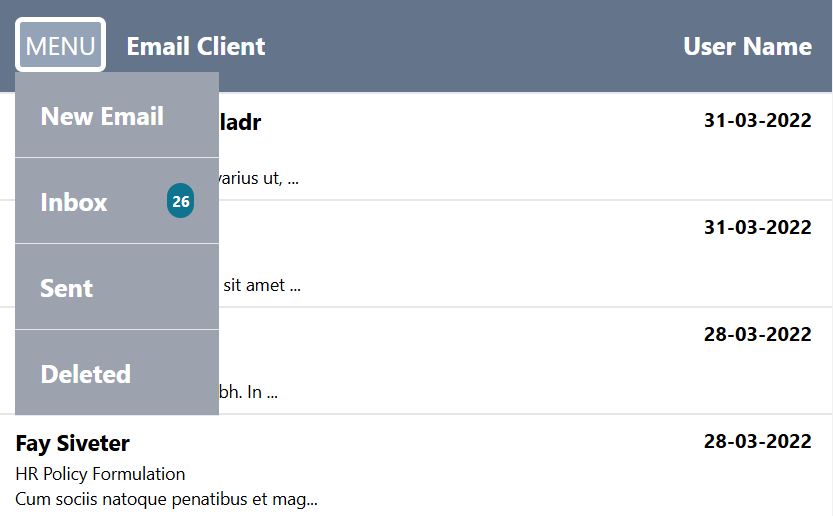 MENU Email Client User Name
New Email
31-03-2022
varius ut, ...
Inbox 26
31-03-2022
Sent
sit amet ...
28-03-2022
Deleted
bh. In ...
Fay Siveter 28-03-2022
HR Policy Formulation
Cum sociis natoque penatibus et mag...